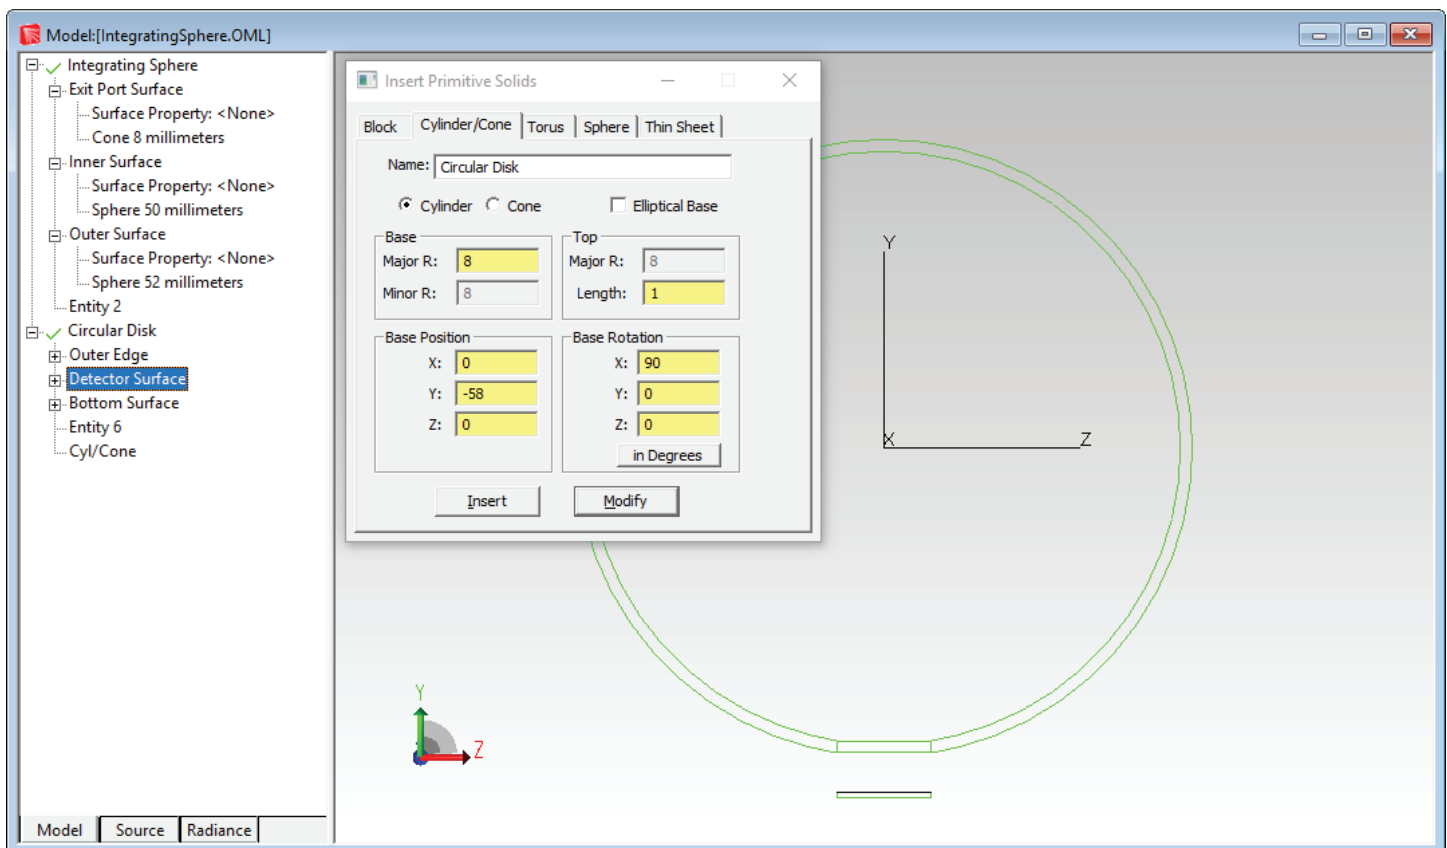 Model:[IntegratingSphere.OML]
Integrating Sphere
Exit Port Surface
Surface Property: <None>
Cone 8 millimeters
Inner Surface
Surface Property: <None>
Sphere 50 millimeters
Outer Surface
Surface Property: <None>
Sphere 52 millimeters
Entity 2
Circular Disk
Outer Edge
Detector Surface
Bottom Surface
Entity 6
Cyl/Cone
Model Source Radiance
Insert Primitive Solids
Block Cylinder/Cone Torus Sphere Thin Sheet
Name: Circular Disk
Cylinder Cone Elliptical Base
Base
Major R: 8
Minor R: 8
Top
Major R: 8
Length: 1
Base Position
X: 0
Y: -58
Z: 0
Base Rotation
X: 90
Y: 0
Z: 0
in Degrees
Insert Modify
Y
X Z
Y
Z